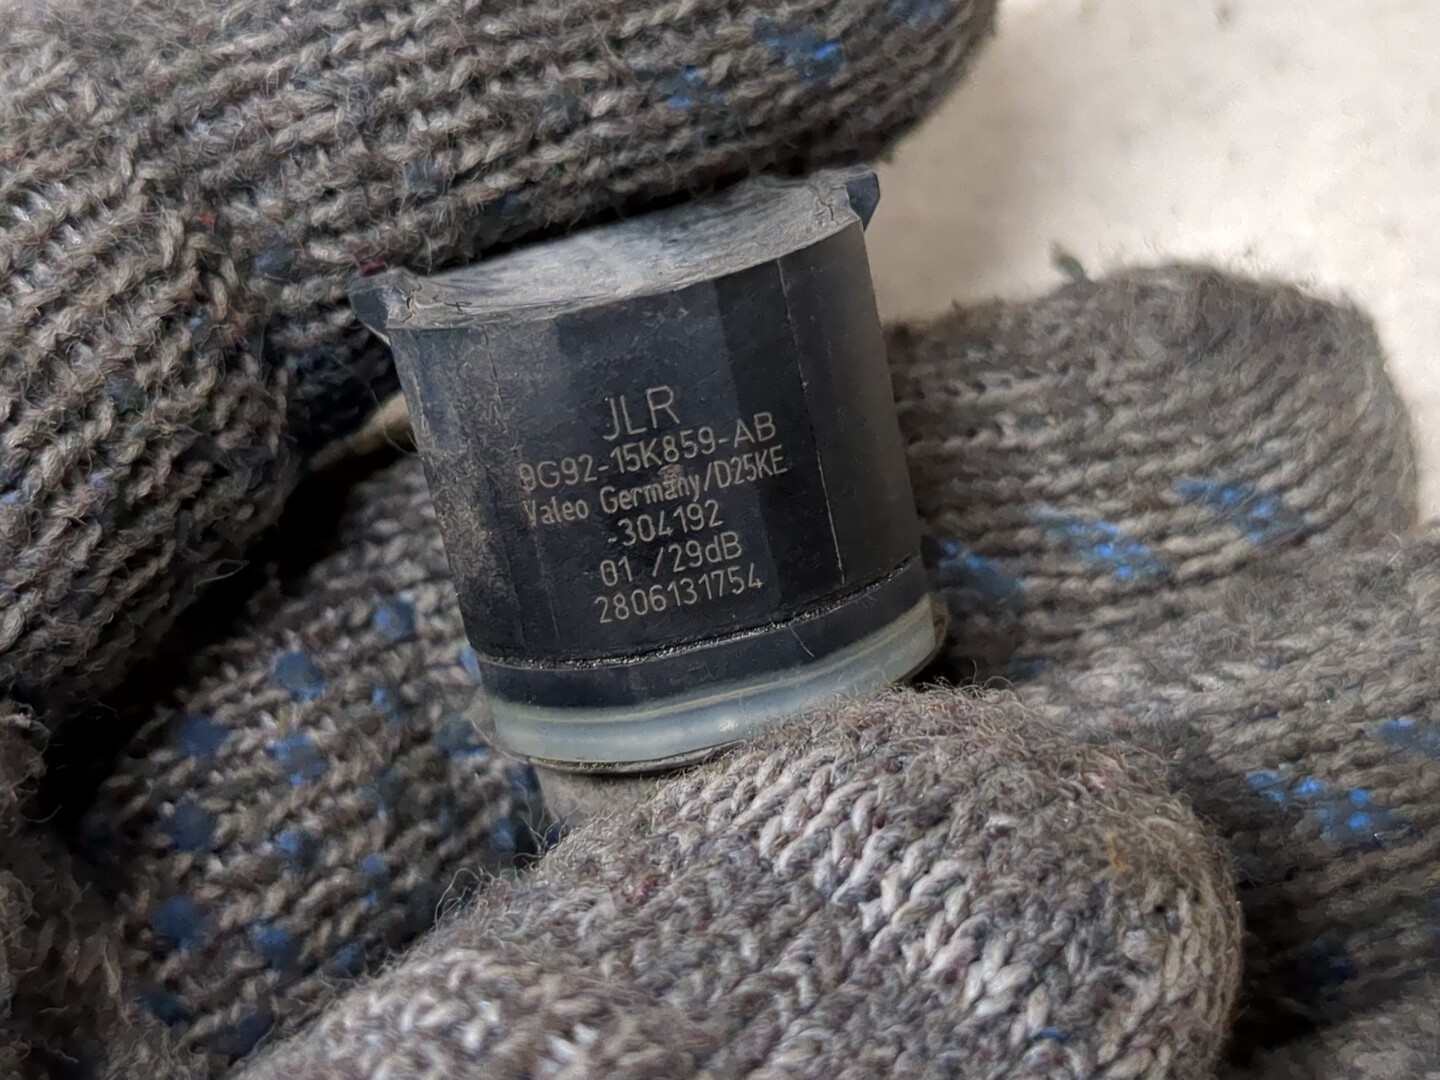 JLR
9G92-15K859-AB
Valeo Germany/D25KE
-304192
01 /29dB
2806131754